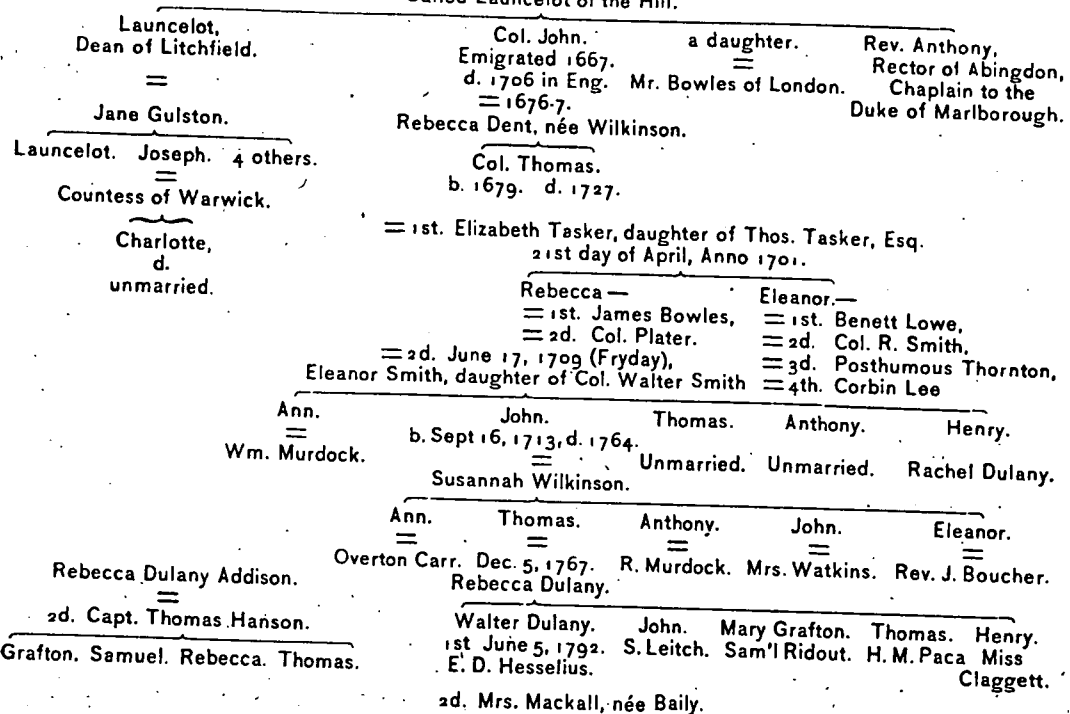 Called Launcelot of the Hill.
Launcelot,
Dean of Litchfield.
=
Jane Gulston.
Launcelot. Joseph. 4 others.
=
Countess of Warwick.
Charlotte,
d.
unmarried.
Col. John.
Emigrated 1667.
d. 1706 in Eng.
= 1676-7.
Rebecca Dent, née Wilkinson.
a daughter.
=
Mr. Bowles of London.
Rev. Anthony,
Rector of Abingdon,
Chaplain to the
Duke of Marlborough.
Col. Thomas.
b. 1679. d. 1727.
= 1st. Elizabeth Tasker, daughter of Thos. Tasker, Esq.
21st day of April, Anno 1701.
Rebecca —
= 1st. James Bowles,
= 2d. Col. Plater.
Eleanor.—
= 1st. Benett Lowe,
= 2d. Col. R. Smith,
= 3d. Posthumous Thornton,
= 4th. Corbin Lee
= 2d. June 17, 1709 (Fryday),
Eleanor Smith, daughter of Col. Walter Smith
Ann.
=
Wm. Murdock.
John.
b. Sept 16, 1713, d. 1764.
=
Susannah Wilkinson.
Thomas.
Unmarried.
Anthony.
Unmarried.
Henry.
Rachel Dulany.
Ann.
=
Overton Carr.
Thomas.
=
Dec. 5, 1767.
Rebecca Dulany.
Anthony.
=
R. Murdock.
John.
=
Mrs. Watkins.
Eleanor.
=
Rev. J. Boucher.
Rebecca Dulany Addison.
=
2d. Capt. Thomas Hanson.
Grafton. Samuel. Rebecca. Thomas.
Walter Dulany.
1st June 5, 1792.
E. D. Hesselius.
2d. Mrs. Mackall, née Baily.
John.
S. Leitch.
Mary Grafton.
Sam'l Ridout.
Thomas.
H. M. Paca
Henry.
Miss
Claggett.